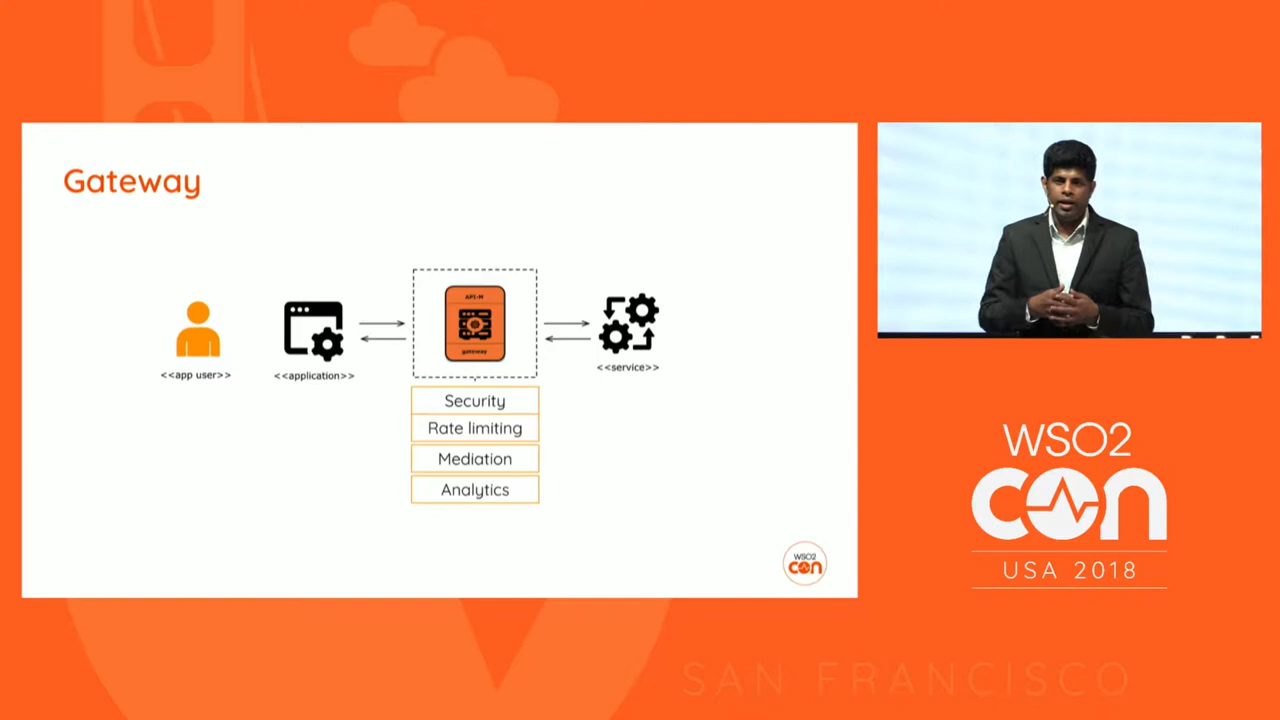 Gateway
API-M
gateway
<<app user>>
<<application>>
<<service>>
Security
Rate limiting
Mediation
Analytics
WSO2
con
WSO2
con
USA 2018
SAN FRANCISCO